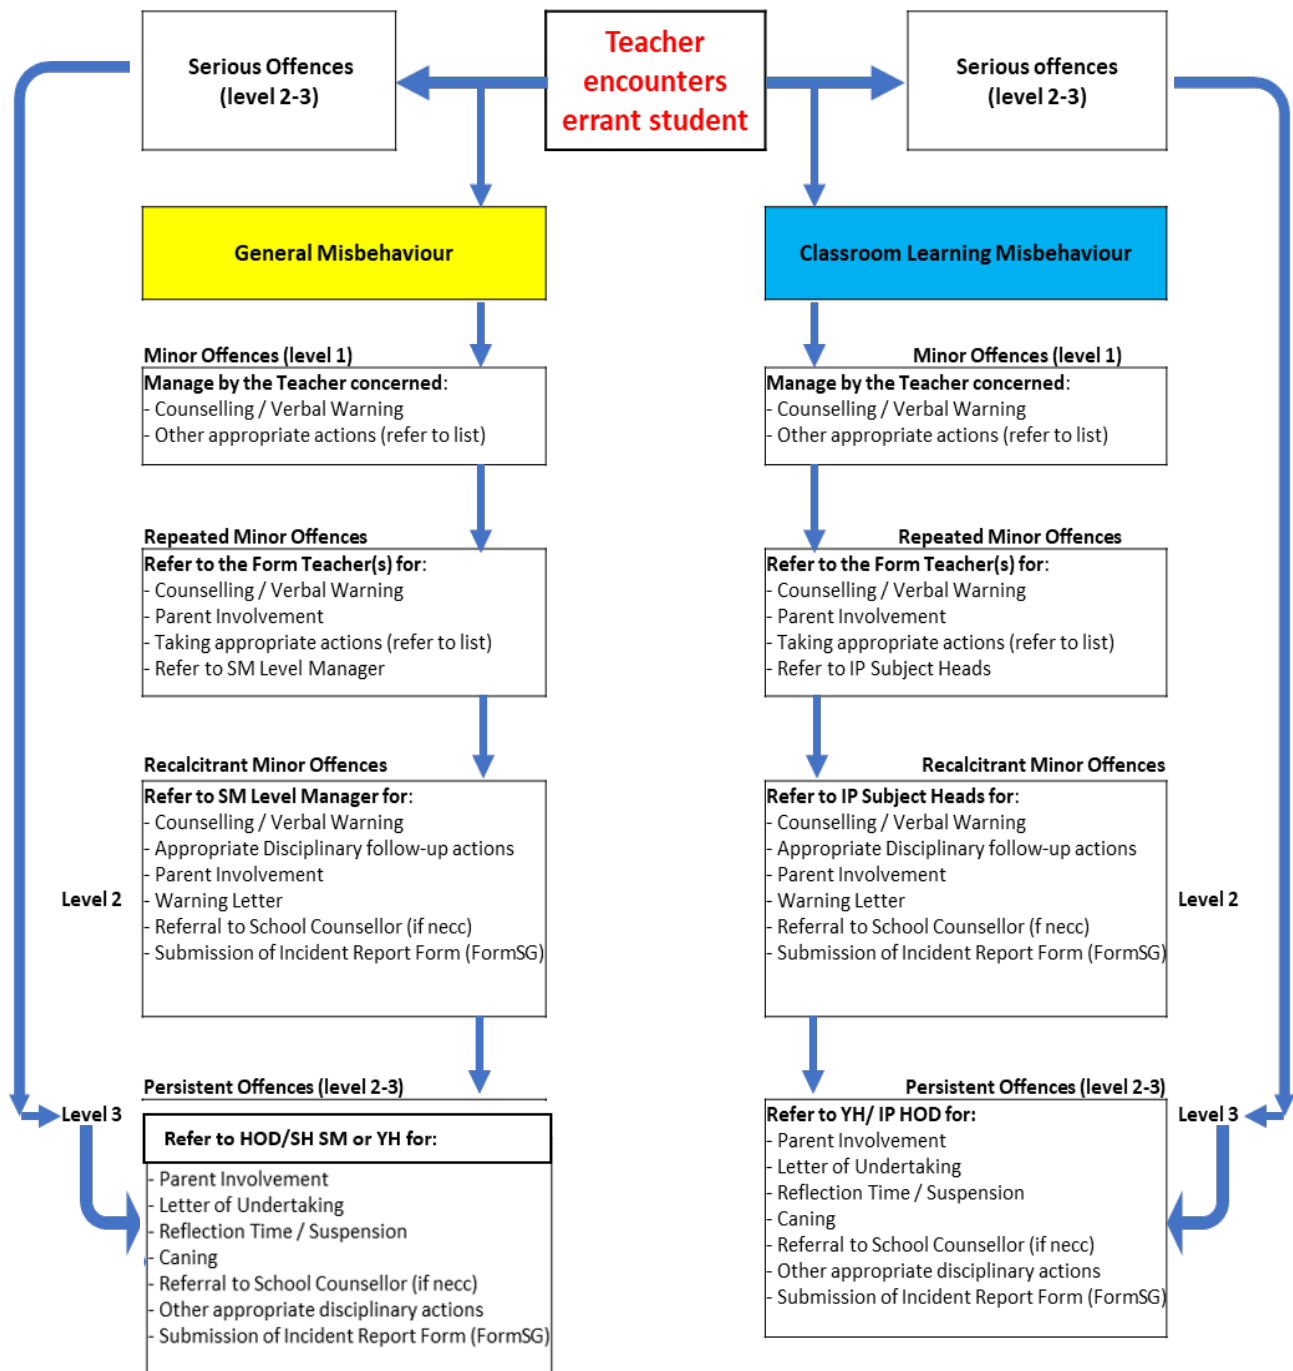 Serious Offences
(level 2-3)
Teacher
encounters
errant student
Serious offences
(level 2-3)
General Misbehaviour
Classroom Learning Misbehaviour
Minor Offences (level 1)
Manage by the Teacher concerned:
- Counselling / Verbal Warning
- Other appropriate actions (refer to list)
Minor Offences (level 1)
Manage by the Teacher concerned:
- Counselling / Verbal Warning
- Other appropriate actions (refer to list)
Repeated Minor Offences
Refer to the Form Teacher(s) for:
- Counselling / Verbal Warning
- Parent Involvement
- Taking appropriate actions (refer to list)
- Refer to SM Level Manager
Repeated Minor Offences
Refer to the Form Teacher(s) for:
- Counselling / Verbal Warning
- Parent Involvement
- Taking appropriate actions (refer to list)
- Refer to IP Subject Heads
Recalcitrant Minor Offences
Refer to SM Level Manager for:
- Counselling / Verbal Warning
- Appropriate Disciplinary follow-up actions
- Parent Involvement
- Warning Letter
- Referral to School Counsellor (if necc)
- Submission of Incident Report Form (FormSG)
Level 2
Recalcitrant Minor Offences
Refer to IP Subject Heads for:
- Counselling / Verbal Warning
- Appropriate Disciplinary follow-up actions
- Parent Involvement
- Warning Letter
- Referral to School Counsellor (f necc)
- Submission of Incident Report Form (FormSG)
Level 2
Persistent Offences (level 2-3)
Level 3
Refer to HOD/SH SM or YH for:
- Parent Involvement
- Letter of Undertaking
- Reflection Time / Suspension
- Caning
- Referral to School Counsellor (if necc)
- Other appropriate disciplinary actions
- Submission of Incident Report Form (FormSG)
Persistent Offences (level 2-3)
Refer to YH/ IP HOD for:
- Parent Involvement
- Letter of Undertaking
- Reflection Time / Suspension
- Caning
- Referral to School Counsellor (if necc)
- Other appropriate disciplinary actions
- Submission of Incident Report Form (FormSG)
Level 3